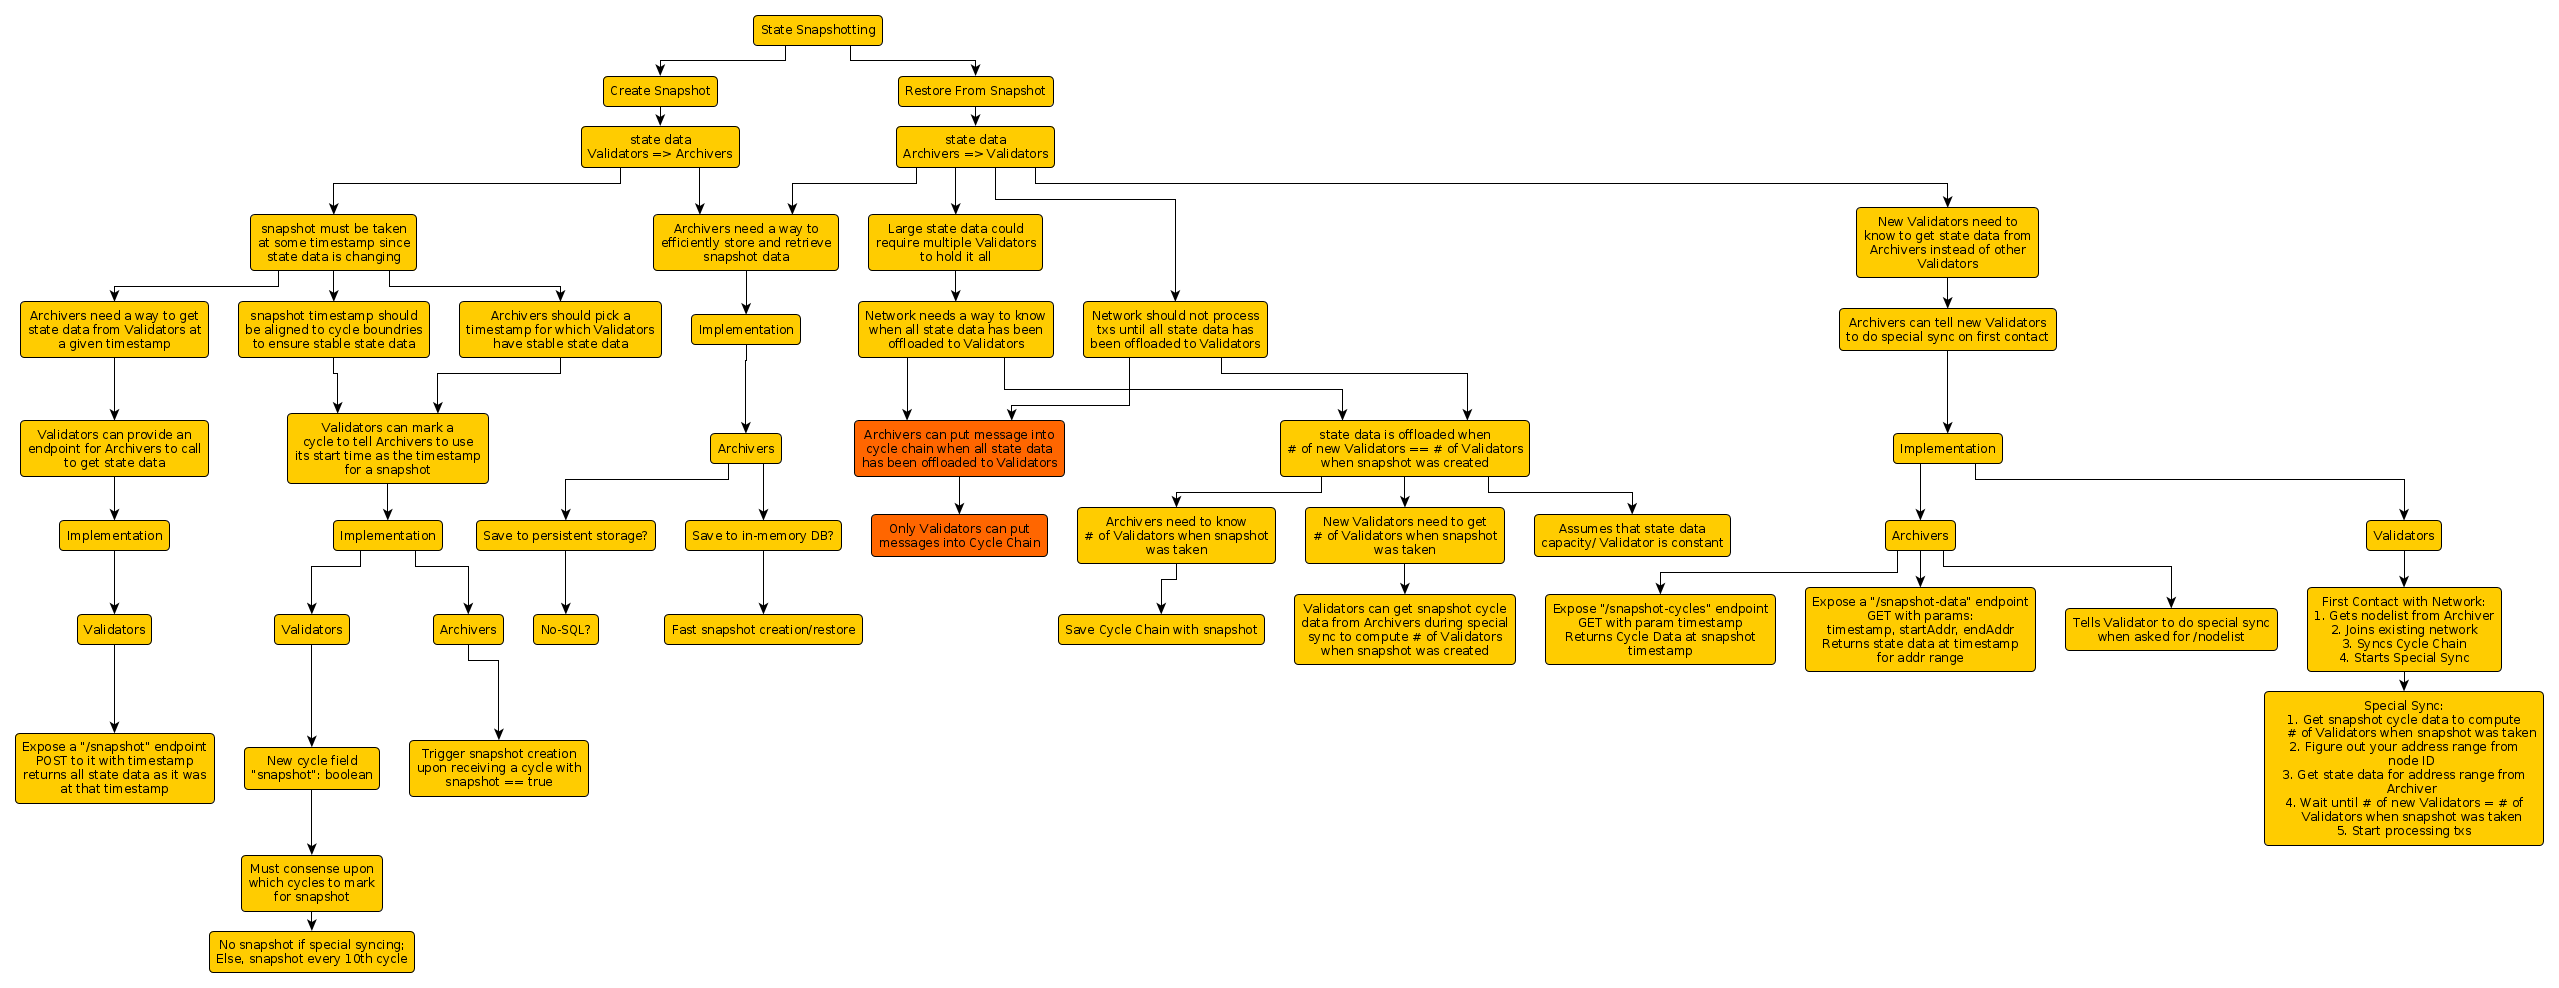 State Snapshotting
Create Snapshot
Restore From Snapshot
state data
Validators => Archivers
state data
Archivers => Validators
snapshot must be taken
at some timestamp since
state data is changing
Archivers need a way to
efficiently store and retrieve
snapshot data
Large state data could
require multiple Validators
to hold it all
New Validators need to
know to get state data from
Archivers instead of other
Validators
Archivers need a way to get
state data from Validators at
a given timestamp
snapshot timestamp should
be aligned to cycle boundries
to ensure stable state data
Archivers should pick a
timestamp for which Validators
have stable state data
Implementation
Network needs a way to know
when all state data has been
offloaded to Validators
Network should not process
txs until all state data has
been offloaded to Validators
Archivers can tell new Validators
to do special sync on first contact
Validators can provide an
endpoint for Archivers to call
to get state data
Validators can mark a
cycle to tell Archivers to use
its start time as the timestamp
for a snapshot
Archivers
Archivers can put message into
cycle chain when all state data
has been offloaded to Validators
state data is offloaded when
# of new Validators == # of Validators
when snapshot was created
Implementation
Implementation
Implementation
Save to persistent storage?
Save to in-memory DB?
Only Validators can put
messages into Cycle Chain
Archivers need to know
# of Validators when snapshot
was taken
New Validators need to get
# of Validators when snapshot
was taken
Assumes that state data
capacity/ Validator is constant
Archivers
Validators
Validators
Validators
Archivers
No-SQL?
Fast snapshot creation/restore
Save Cycle Chain with snapshot
Validators can get snapshot cycle
data from Archivers during special
sync to compute # of Validators
when snapshot was created
Expose "/snapshot-cycles" endpoint
GET with param timestamp
Returns Cycle Data at snapshot
timestamp
Expose a "/snapshot-data" endpoint
GET with params:
timestamp, startAddr, endAddr
Returns state data at timestamp
for addr range
Tells Validator to do special sync
when asked for /nodelist
First Contact with Network:
1. Gets nodelist from Archiver
2. Joins existing network
3. Syncs Cycle Chain
4. Starts Special Sync
Expose a "/snapshot" endpoint
POST to it with timestamp
returns all state data as it was
at that timestamp
New cycle field
"snapshot": boolean
Trigger snapshot creation
upon receiving a cycle with
snapshot == true
Special Sync:
1. Get snapshot cycle data to compute
# of Validators when snapshot was taken
2. Figure out your address range from
node ID
3. Get state data for address range from
Archiver
4. Wait until # of new Validators = # of
Validators when snapshot was taken
5. Start processing txs
Must consense upon
which cycles to mark
for snapshot
No snapshot if special syncing;
Else, snapshot every 10th cycle